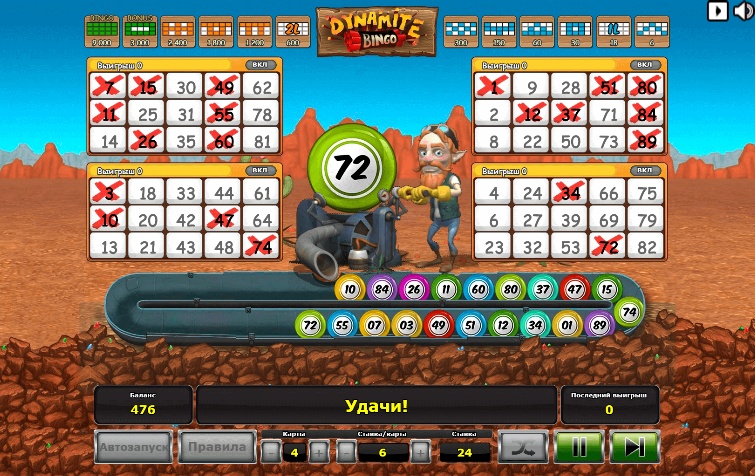 BINGO BONUS 2L
9 000 3 000 2 400 1 800 1 200 600
DYNAMITE
BINGO
1L
300 150 60 30 18 6
Выигрыш 0 ВКЛ
7 15 30 49 62
11 25 31 55 78
14 26 35 60 81
Выигрыш 0 ВКЛ
1 9 28 51 80
2 12 37 71 84
8 22 50 73 89
72
Выигрыш 0 ВКЛ
3 18 33 44 61
10 20 42 47 64
13 21 43 48 74
ВКЛ
4 24 34 66 75
6 27 39 69 79
23 32 53 72 82
10 84 26 11 60 80 37 47 15
74
72 55 07 03 49 51 12 34 01 89
Баланс
476
Удачи!
Последний выигрыш
0
Автозапуск
Правила
Карты
- 4 +
Ставка/карты
- 6 +
Ставка
24